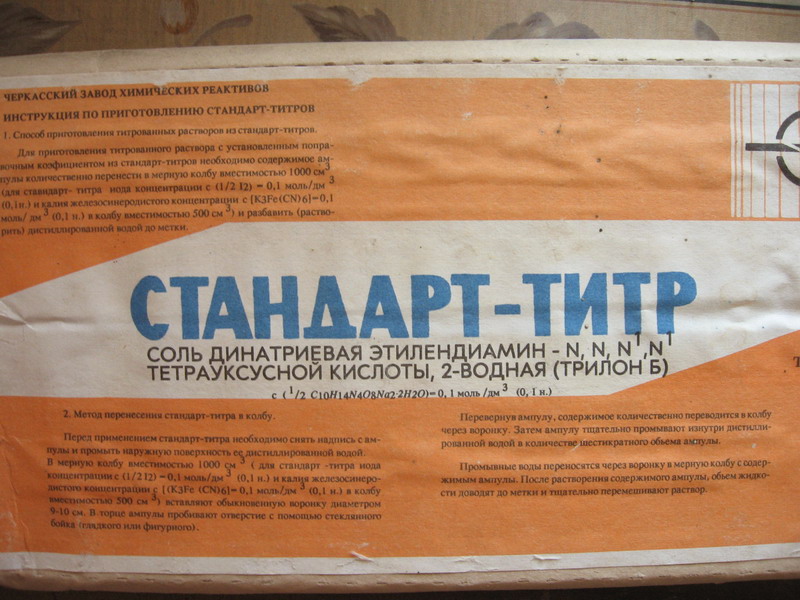 ЧЕРКАССКИЙ ЗАВОД ХИМИЧЕСКИХ РЕАКТИВОВ
ИНСТРУКЦИЯ ПО ПРИГОТОВЛЕНИЮ СТАНДАРТ-ТИТРОВ
1. Способ приготовления титрованных растворов из стандарт-титров.
Для приготовления титрованного раствора с установленным попра-
вочным коэфициентом из стандарт-титров необходимо содержимое ам-
пулы количественно перенести в мерную колбу вместимостью 1000 см³
(для стандарт- титра иода концентрации с (1/2 I2) = 0,1 моль/дм³
(0,1н.) и калия железосинеродистого концентрации с [K3Fe(CN)6]=0,1
моль/ дм³ (0,1 н.) в колбу вместимостью 500 см³) и разбавить (раство-
рить) дистиллированной водой до метки.
СТАНДАРТ-ТИТР
СОЛЬ ДИНАТРИЕВАЯ ЭТИЛЕНДИАМИН - N, N, N¹,N¹
ТЕТРАУКСУСНОЙ КИСЛОТЫ, 2-ВОДНАЯ (ТРИЛОН Б)
с (¹/2 C10H14N4O8Na2·2H2O)=0,1 моль/дм³ (0,1н.)
2. Метод перенесения стандарт-титра в колбу.
Перед применением стандарт-титра необходимо снять надпись с ам-
пулы и промыть наружную поверхность ее дистиллированной водой.
В мерную колбу вместимостью 1000 см³ ( для стандарт -титра иода
концентрации с (1/2 I2) =0,1 моль/дм³ (0,1 н.) и калия железосинеро-
дистого концентрации с [(K3Fe (CN)6]= 0,1 моль/дм³ (0,1 н.) в колбу
вместимостью 500 см³) вставляют обыкновенную воронку диаметром
9-10 см. В торце ампулы пробивают отверстие с помощью стеклянного
бойка (гладкого или фигурного).
Перевернув ампулу, содержимое количественно переводится в колбу
через воронку. Затем ампулу тщательно промывают изнутри дистилли-
рованной водой в количестве шестикратного обьема ампулы.
Промывные воды переносятся через воронку в мерную колбу с содер-
жимым ампулы. После растворения содержимого ампулы, обьем жидко-
сти доводят до метки и тщательно перемешивают раствор.